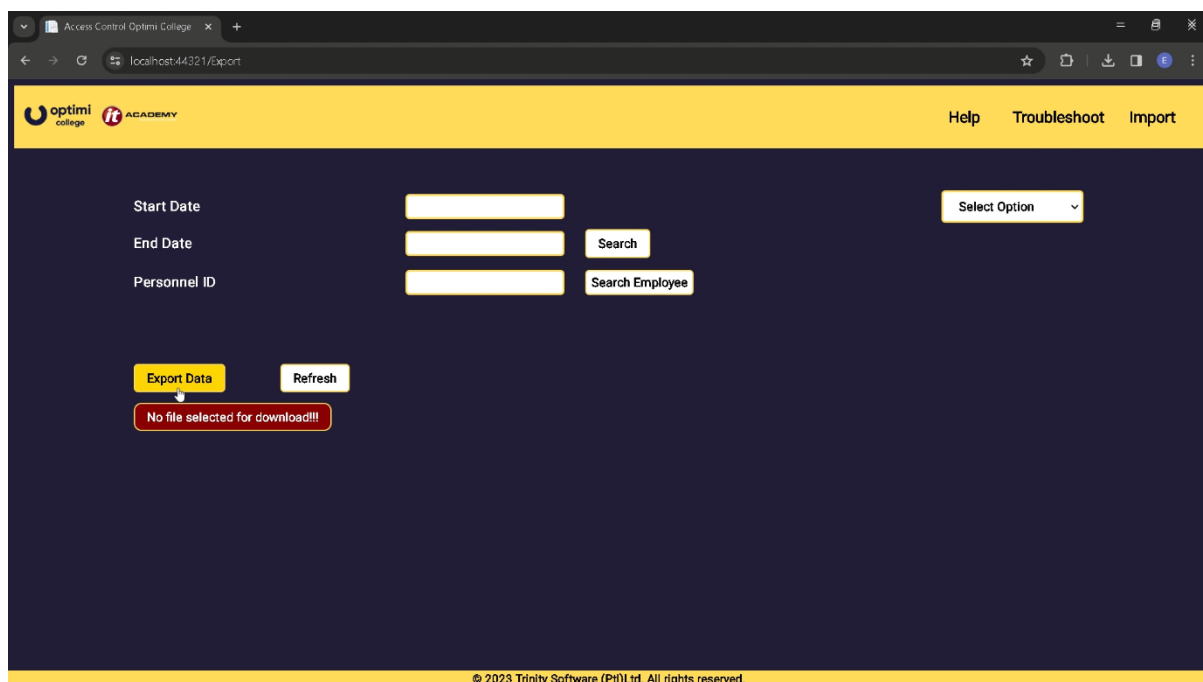 Access Control Optimi College
localhost:44321/Export
E
optimi
college
it ACADEMY
Help Troubleshoot Import
Start Date
Select Option
End Date
Search
Personnel ID
Search Employee
Export Data Refresh
No file selected for download!!!
© 2023 Trinity Software (Pti)Ltd. All rights reserved.